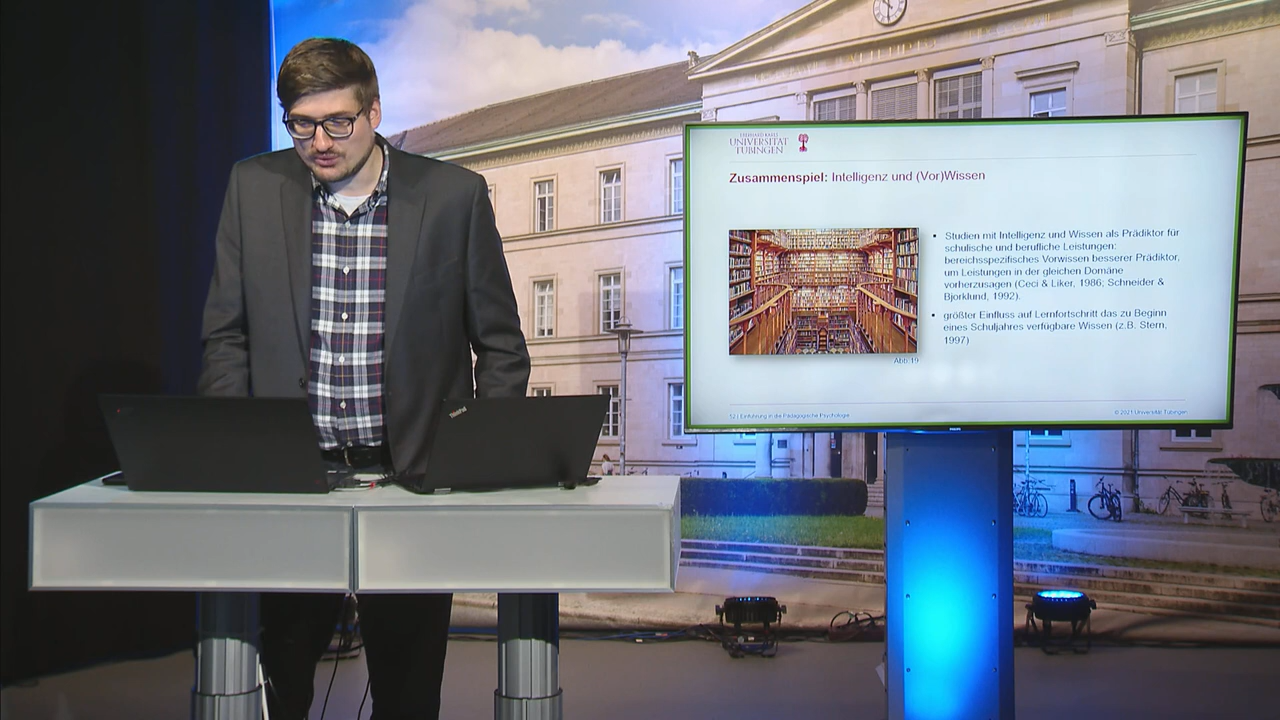 EBERHARD KARLS
UNIVERSITÄT
TÜBINGEN
Zusammenspiel: Intelligenz und (Vor)Wissen
• Studien mit Intelligenz und Wissen als Prädiktor für
schulische und berufliche Leistungen:
bereichsspezifisches Vorwissen besserer Prädiktor,
um Leistungen in der gleichen Domäne
vorherzusagen (Ceci & Liker, 1986; Schneider &
Bjorklund, 1992).
• größter Einfluss auf Lernfortschritt das zu Beginn
eines Schuljahres verfügbare Wissen (z.B. Stern,
1997)
Abb.19
52 | Einführung in die Pädagogische Psychologie
© 2021 Universität Tübingen
ThinkPad
PHILIPS